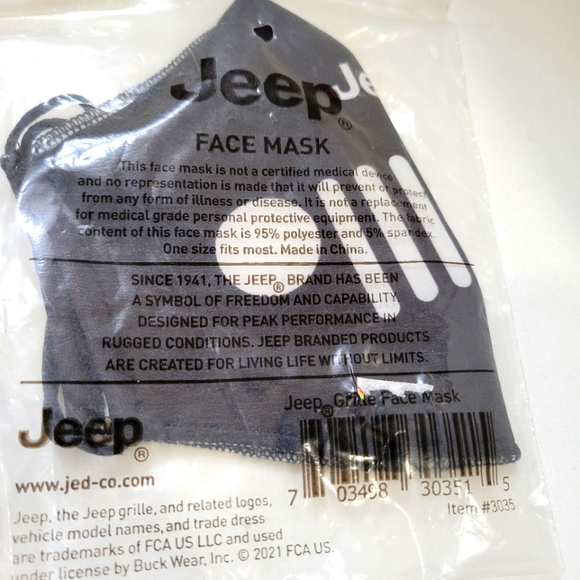 Jeep®
Je
FACE MASK
This face mask is not a certified medical device
and no representation is made that it will prevent or protect
from any form of illness or disease. It is not a replacement
for medical grade personal protective equipment. The fabric
content of this face mask is 95% polyester and 5% spandex.
One size fits most. Made in China.
SINCE 1941, THE JEEP® BRAND HAS BEEN
A SYMBOL OF FREEDOM AND CAPABILITY
DESIGNED FOR PEAK PERFORMANCE IN
RUGGED CONDITIONS. JEEP BRANDED PRODUCTS
ARE CREATED FOR LIVING LIFE WITHOUT LIMITS.
Jeep® Grille Face Mask
Jeep®
7 03498 30351 5
Item #3035
www.jed-co.com
Jeep, the Jeep grille, and related logos,
vehicle model names, and trade dress
are trademarks of FCA US LLC and used
under license by Buck Wear, Inc. © 2021 FCA US.